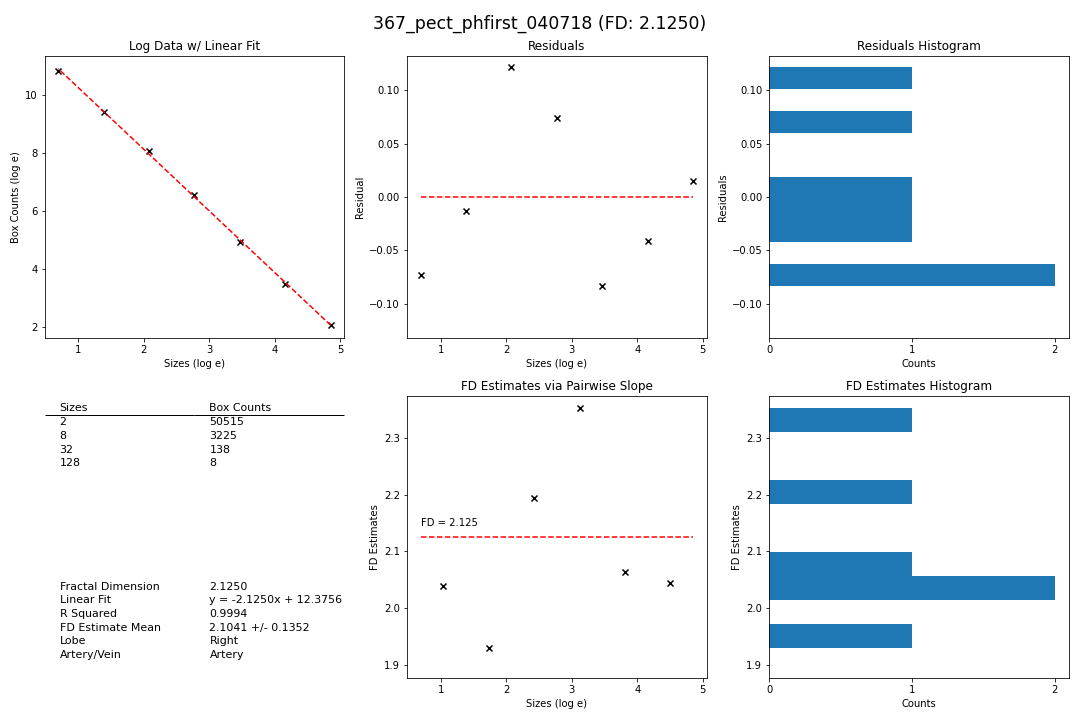 367_pect_phfirst_040718 (FD: 2.1250)
Log Data w/ Linear Fit
Box Counts (log e)
10
8
6
4
2
1 2 3 4 5
Sizes (log e)
Residuals
Residual
0.10
0.05
0.00
−0.05
−0.10
1 2 3 4 5
Sizes (log e)
Residuals Histogram
Residuals
0.10
0.05
0.00
−0.05
−0.10
0 1 2
Counts
Sizes Box Counts
2 50515
8 3225
32 138
128 8
Fractal Dimension 2.1250
Linear Fit y = -2.1250x + 12.3756
R Squared 0.9994
FD Estimate Mean 2.1041 +/- 0.1352
Lobe Right
Artery/Vein Artery
FD Estimates via Pairwise Slope
FD Estimates
2.3
2.2
2.1
2.0
1.9
FD = 2.125
1 2 3 4 5
Sizes (log e)
FD Estimates Histogram
FD Estimates
2.3
2.2
2.1
2.0
1.9
0 1 2
Counts